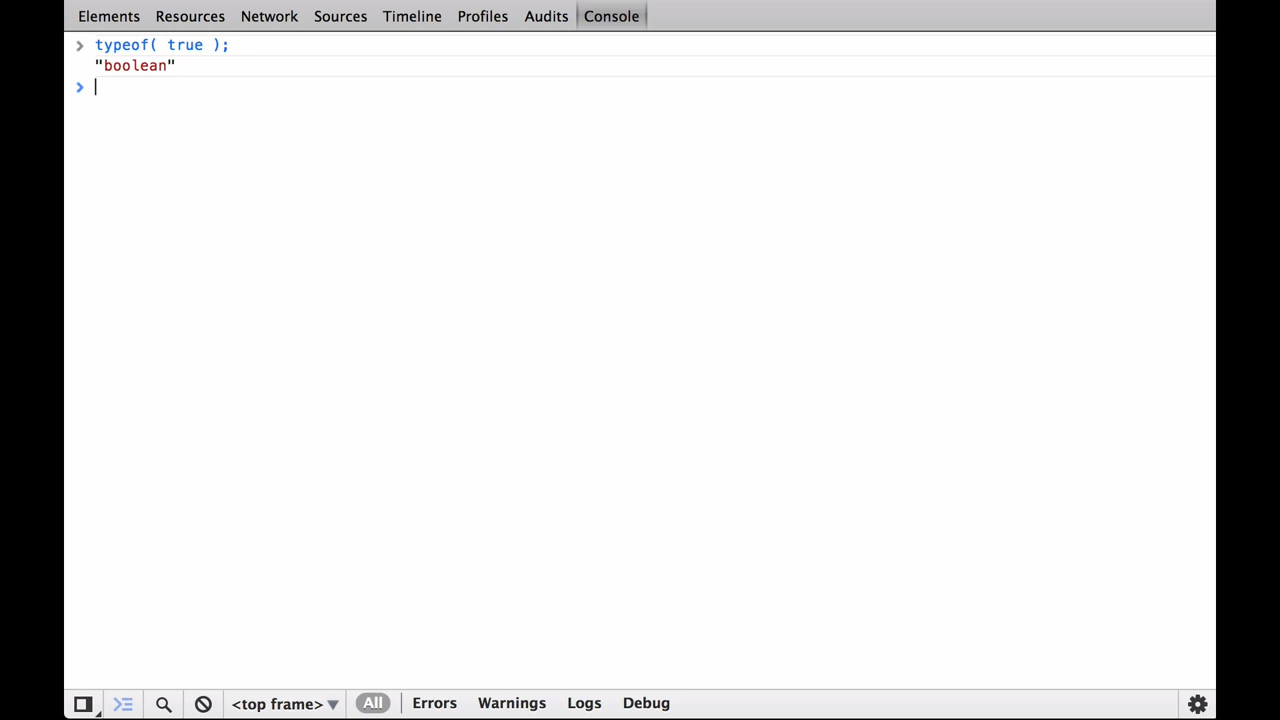 Elements Resources Network Sources Timeline Profiles Audits Console
typeof( true );
"boolean"
<top frame> All Errors Warnings Logs Debug